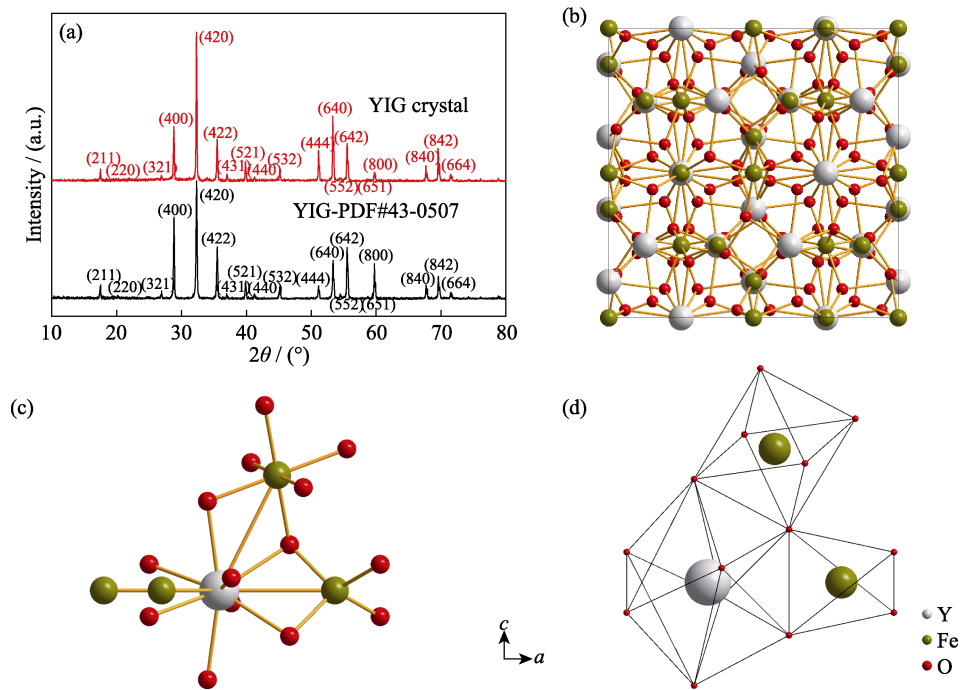 (a)
(420)
YIG crystal
(400)
(640)
(422)
(444)
(642)
(842)
(211)
(220)
(321)
(431)
(521)
(440)
(532)
(552)
(651)
(800)
(840)
(664)
YIG-PDF#43-0507
(420)
(400)
(422)
(642)
(640)
(800)
(842)
(211)
(220)
(321)
(431)
(521)
(440)
(532)
(444)
(552)
(651)
(840)
(664)
Intensity / (a.u.)
10 20 30 40 50 60 70 80
2θ / (°)
(b)
(c)
c
a
(d)
Y
Fe
O